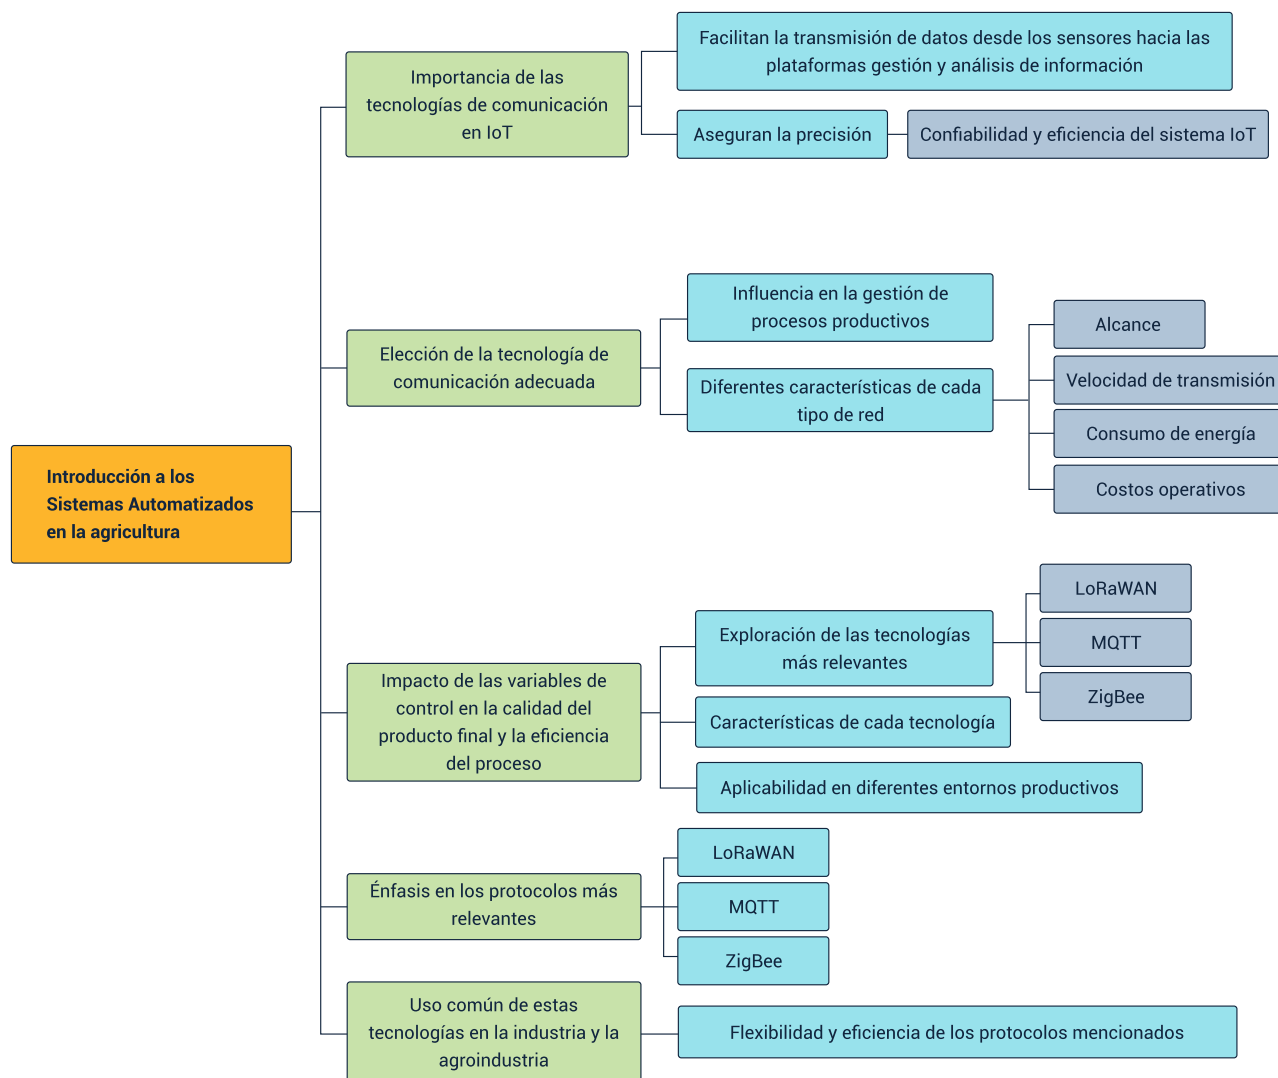 Introducción a los
Sistemas Automatizados
en la agricultura
Importancia de las
tecnologías de comunicación
en IoT
Facilitan la transmisión de datos desde los sensores hacia las
plataformas gestión y análisis de información
Aseguran la precisión
Confiabilidad y eficiencia del sistema IoT
Elección de la tecnología de
comunicación adecuada
Influencia en la gestión de
procesos productivos
Diferentes características de cada
tipo de red
Alcance
Velocidad de transmisión
Consumo de energía
Costos operativos
Impacto de las variables de
control en la calidad del
producto final y la eficiencia
del proceso
Exploración de las tecnologías
más relevantes
LoRaWAN
MQTT
ZigBee
Características de cada tecnología
Aplicabilidad en diferentes entornos productivos
Énfasis en los protocolos más
relevantes
LoRaWAN
MQTT
ZigBee
Uso común de estas
tecnologías en la industria y la
agroindustria
Flexibilidad y eficiencia de los protocolos mencionados